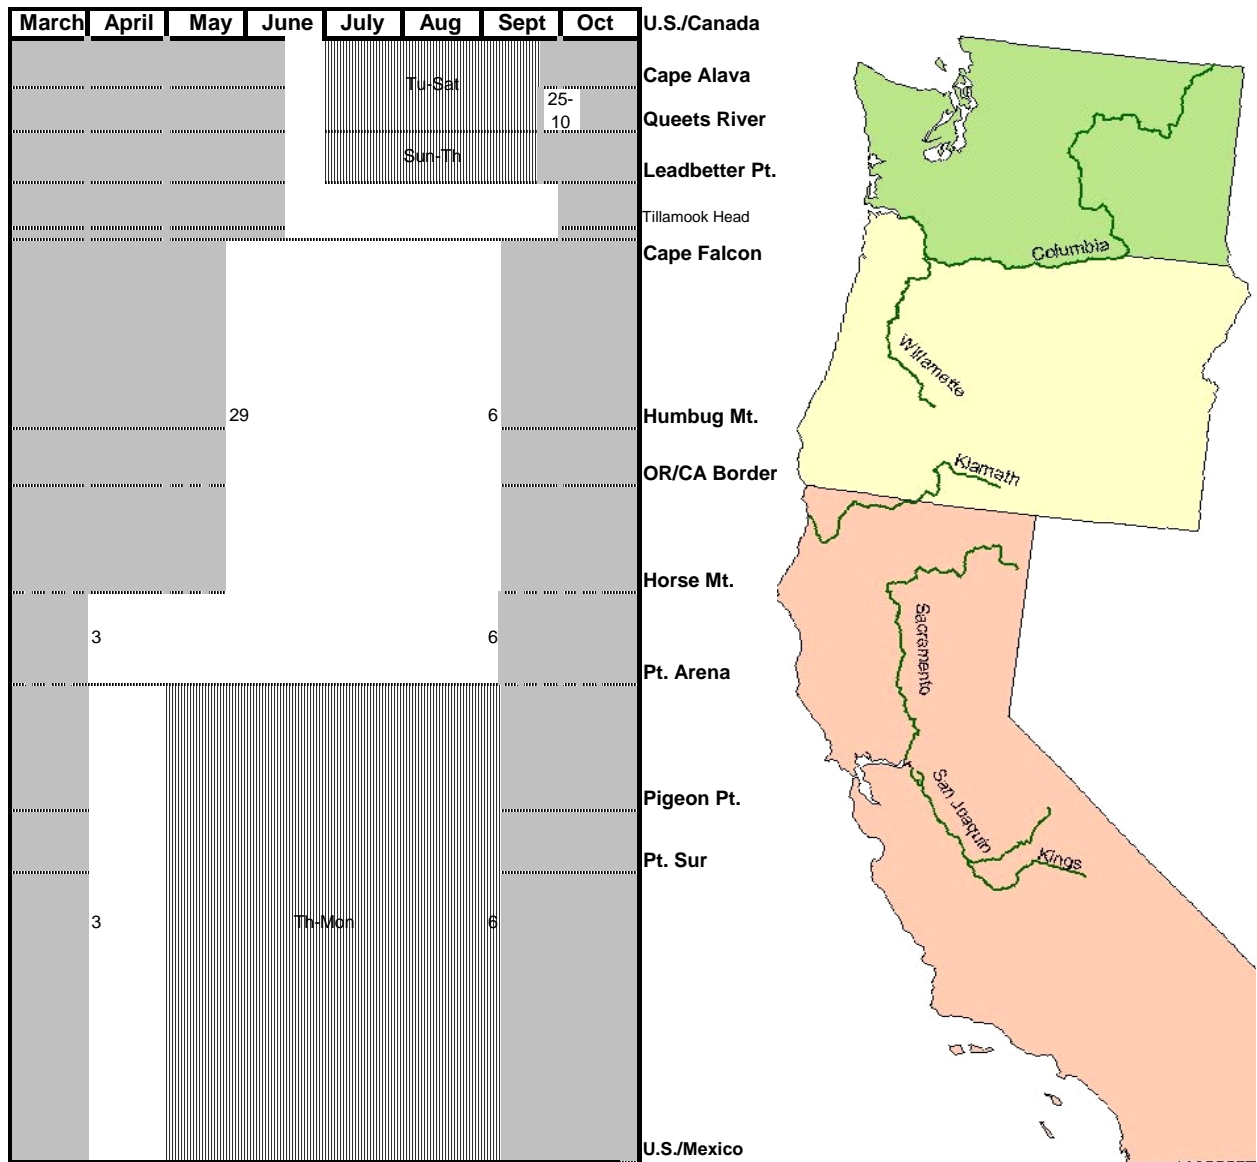 March April May June July Aug Sept Oct U.S./Canada
Cape Alava
Tu-Sat
25-
10
Queets River
Sun-Th
Leadbetter Pt.
Tillamook Head
Cape Falcon
29 6 Humbug Mt.
OR/CA Border
Horse Mt.
3 6
Pt. Arena
Pigeon Pt.
Pt. Sur
3 Th-Mon 6
U.S./Mexico
Columbia
Willamette
Klamath
Sacramento
San Joaquin
Kings